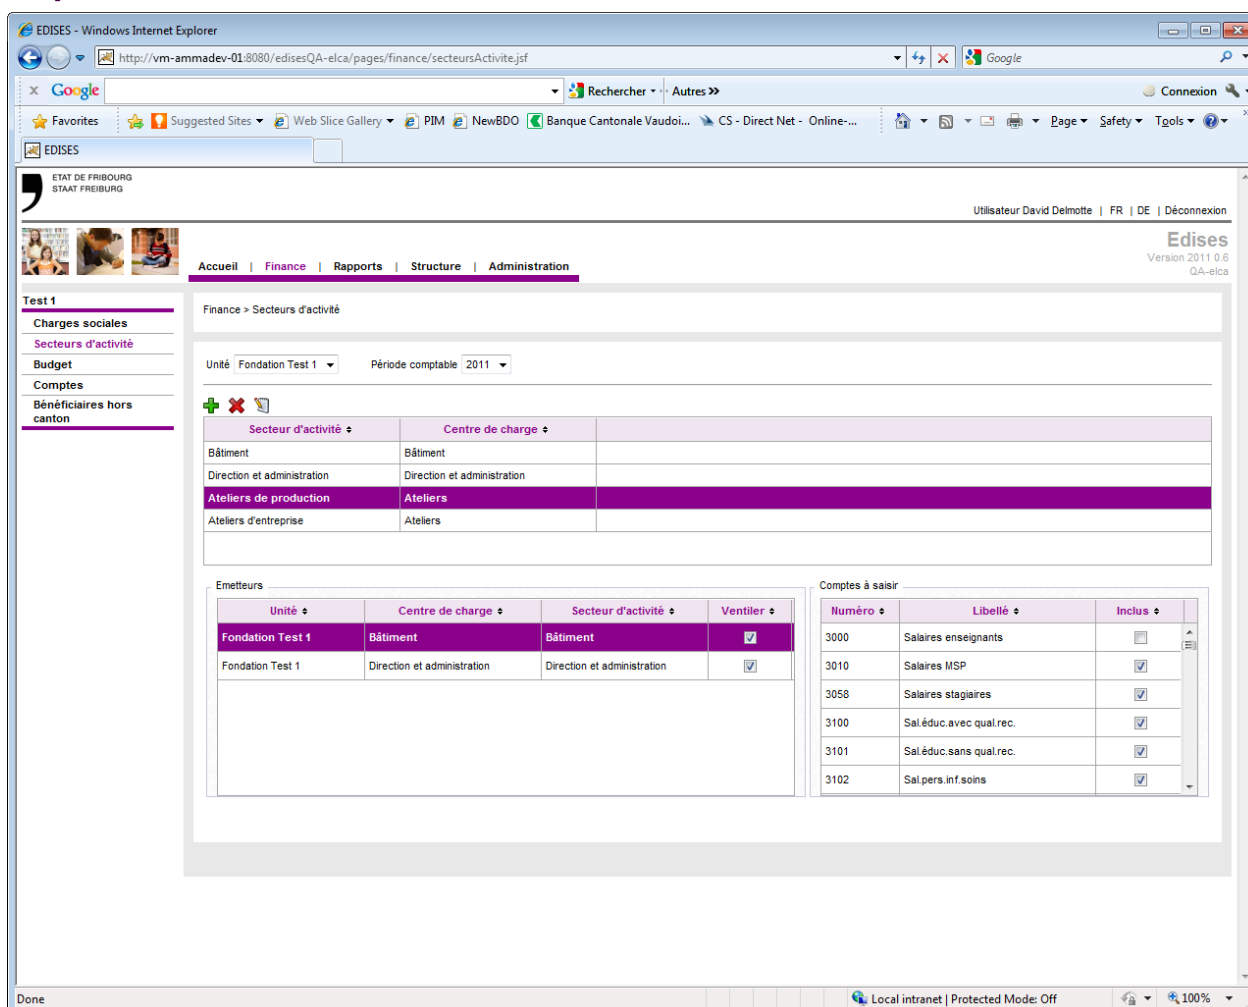 EDISES - Windows Internet Explorer
http://vm-ammadev-01:8080/edisesQA-elca/pages/finance/secteursActivite.jsf
Google
x Google
Rechercher
Autres >>
Connexion
Favorites
Suggested Sites
Web Slice Gallery
PIM
NewBDO
Banque Cantonale Vaudoi...
CS - Direct Net - Online-...
Page
Safety
Tools
EDISES
ETAT DE FRIBOURG
STAAT FREIBURG
Utilisateur David Delmotte | FR | DE | Déconnexion
Edises
Version 2011 0.6
QA-elca
Accueil | Finance | Rapports | Structure | Administration
Test 1
Charges sociales
Secteurs d'activité
Budget
Comptes
Bénéficiaires hors
canton
Finance > Secteurs d'activité
Unité Fondation Test 1 Période comptable 2011
Secteur d'activité Centre de charge
Bâtiment Bâtiment
Direction et administration Direction et administration
Ateliers de production Ateliers
Ateliers d'entreprise Ateliers
Emetteurs
Unité Centre de charge Secteur d'activité Ventiler
Fondation Test 1 Bâtiment Bâtiment
Fondation Test 1 Direction et administration Direction et administration
Comptes à saisir
Numéro Libellé Inclus
3000 Salaires enseignants
3010 Salaires MSP
3058 Salaires stagiaires
3100 Sal.éduc.avec qual.rec.
3101 Sal.éduc.sans qual.rec.
3102 Sal.pers.inf.soins
Done
Local intranet | Protected Mode: Off
100%